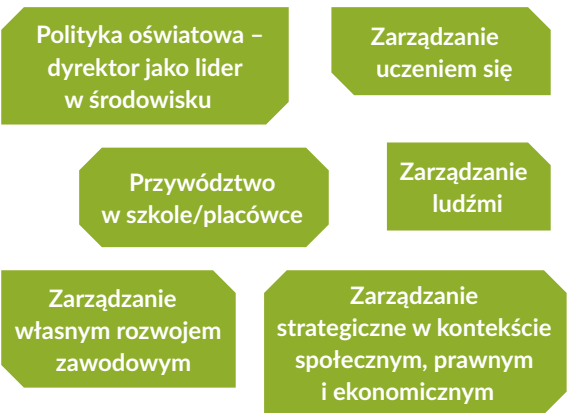 Polityka oświatowa –
dyrektor jako lider
w środowisku
Zarządzanie
uczeniem się
Przywództwo
w szkole/placówce
Zarządzanie
ludźmi
Zarządzanie
własnym rozwojem
zawodowym
Zarządzanie
strategiczne w kontekście
społecznym, prawnym
i ekonomicznym